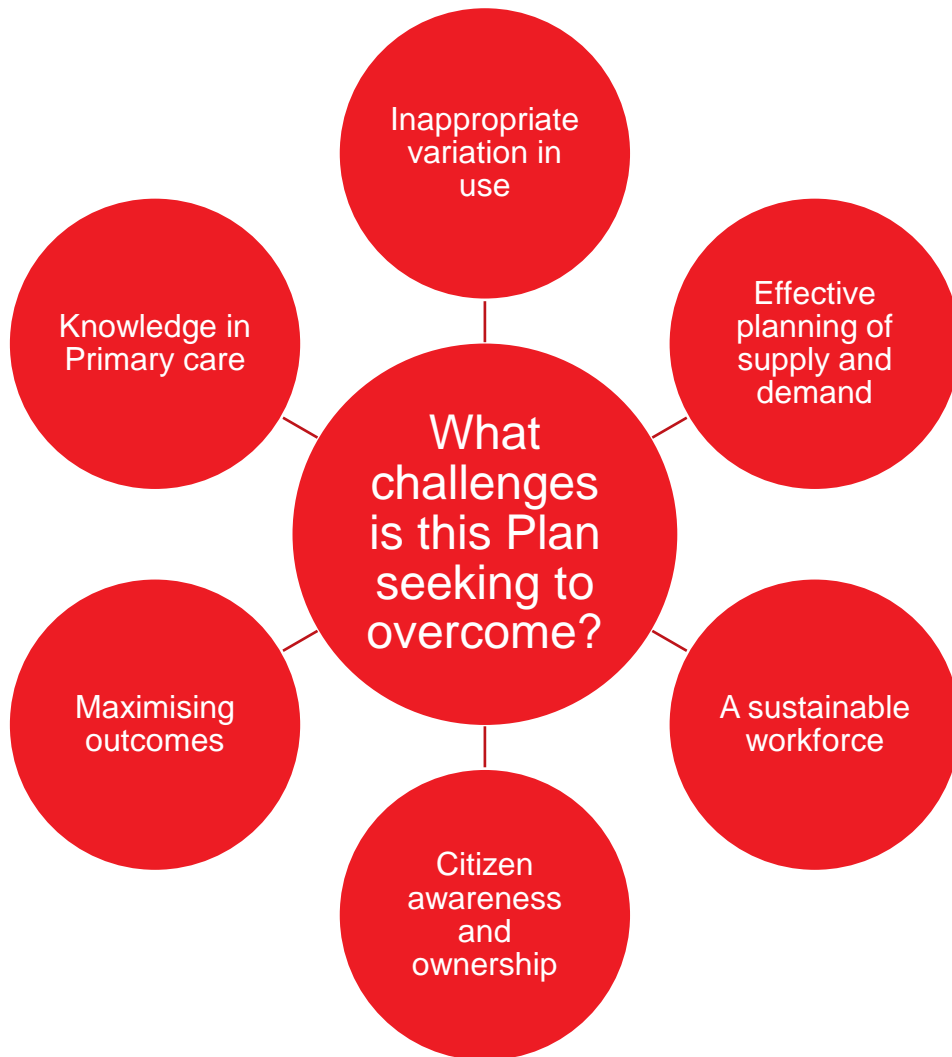 Inappropriate
variation in
use
Effective
planning of
supply and
demand
A sustainable
workforce
Citizen
awareness
and
ownership
Maximising
outcomes
Knowledge in
Primary care
What
challenges
is this Plan
seeking to
overcome?